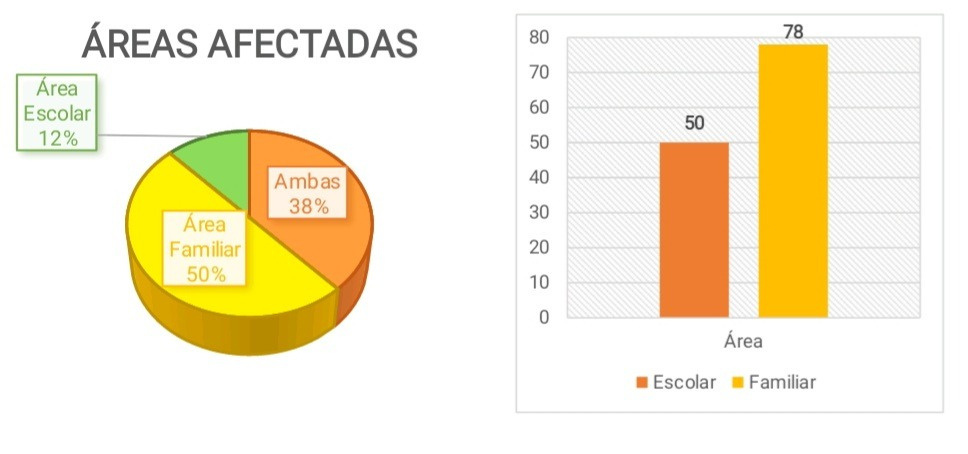 ÁREAS AFECTADAS
Área
Escolar
12%
Ambas
38%
Área
Familiar
50%
80
70
60
50
40
30
20
10
0
50
78
Área
Escolar
Familiar